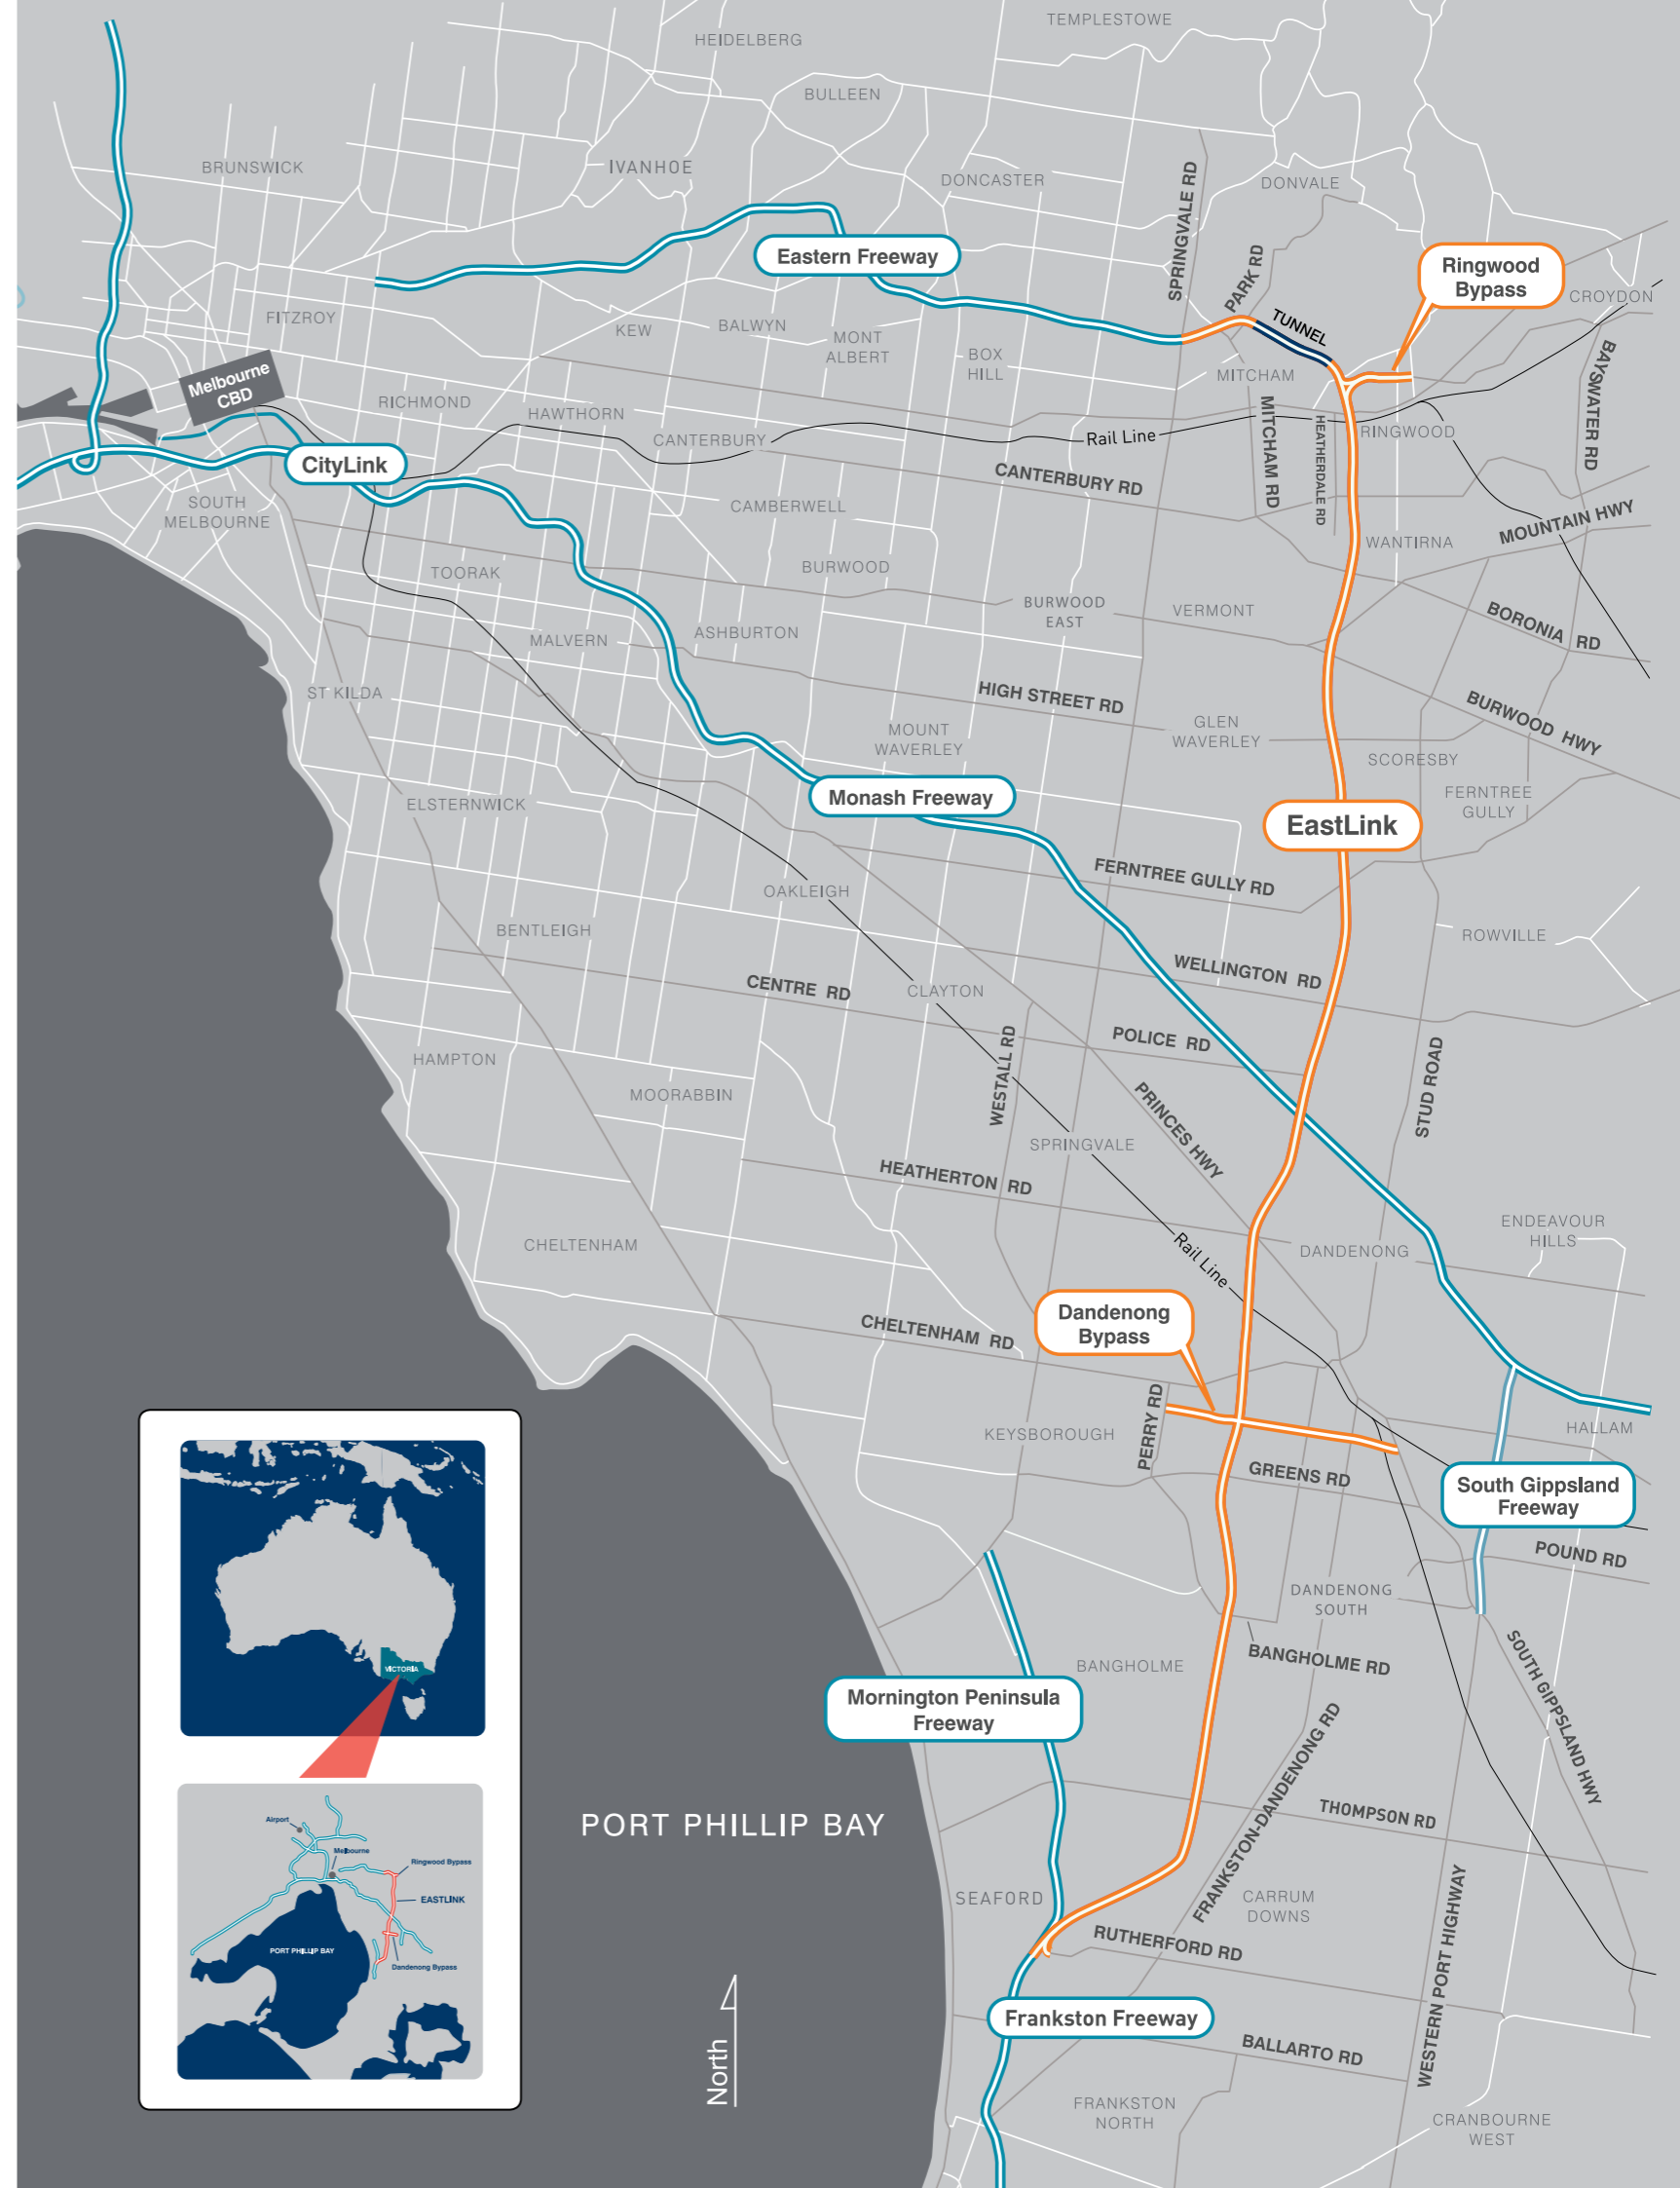 TEMPLESTOWE
HEIDELBERG
BULLEEN
BRUNSWICK
IVANHOE
DONCASTER
DONVALE
SPRINGVALE RD
PARK RD
Eastern Freeway
Ringwood
Bypass
CROYDON
FITZROY
KEW
BALWYN
MONT
ALBERT
BOX
HILL
TUNNEL
MITCHAM
BAYSWATER RD
Melbourne
CBD
RICHMOND
HAWTHORN
CANTERBURY
Rail Line
MITCHAM RD
HEATHERDALE RD
RINGWOOD
CityLink
CANTERBURY RD
SOUTH
MELBOURNE
CAMBERWELL
MOUNTAIN HWY
WANTIRNA
TOORAK
BURWOOD
BURWOOD
EAST
VERMONT
BORONIA RD
MALVERN
ASHBURTON
ST KILDA
HIGH STREET RD
BURWOOD HWY
MOUNT
WAVERLEY
GLEN
WAVERLEY
SCORESBY
Monash Freeway
ELSTERNWICK
FERNTREE
GULLY
EastLink
FERNTREE GULLY RD
OAKLEIGH
BENTLEIGH
ROWVILLE
WELLINGTON RD
CENTRE RD
CLAYTON
POLICE RD
WESTALL RD
HAMPTON
MOORABBIN
PRINCES HWY
STUD ROAD
SPRINGVALE
HEATHERTON RD
ENDEAVOUR
HILLS
CHELTENHAM
Rail Line
DANDENONG
Dandenong
Bypass
CHELTENHAM RD
PERRY RD
KEYSBOROUGH
HALLAM
GREENS RD
South Gippsland
Freeway
POUND RD
DANDENONG
SOUTH
BANGHOLME
BANGHOLME RD
SOUTH GIPPSLAND HWY
Mornington Peninsula
Freeway
FRANKSTON-DANDENONG RD
THOMPSON RD
PORT PHILLIP BAY
SEAFORD
CARRUM
DOWNS
WESTERN PORT HIGHWAY
RUTHERFORD RD
Frankston Freeway
BALLARTO RD
North
FRANKSTON
NORTH
CRANBOURNE
WEST
VICTORIA
Airport
Melbourne
Ringwood Bypass
EASTLINK
PORT PHILLIP BAY
Dandenong Bypass